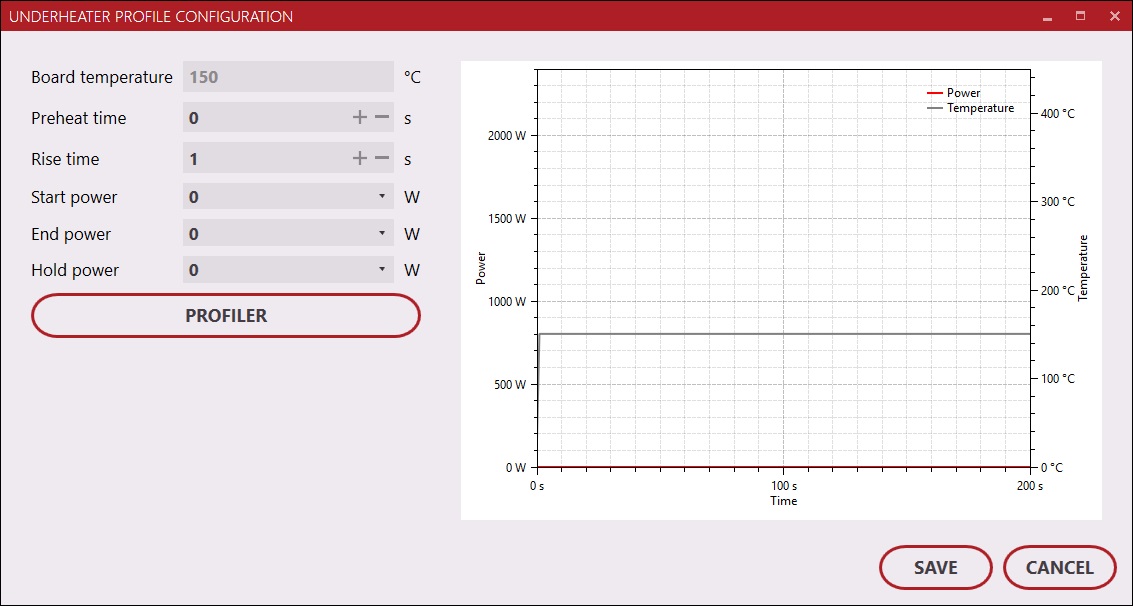 UNDERHEATER PROFILE CONFIGURATION
Board temperature 150 °C
Preheat time 0 s
Rise time 1 s
Start power 0 W
End power 0 W
Hold power 0 W
PROFILER
Power
Temperature
2000 W
1500 W
1000 W
500 W
0 W
Power
400 °C
300 °C
200 °C
100 °C
0 °C
Temperature
0 s 100 s 200 s
Time
SAVE CANCEL